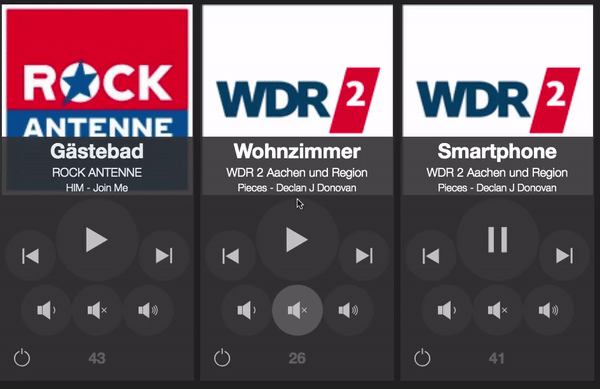 ROCK
ANTENNE
Gästebad
ROCK ANTENNE
HIM - Join Me
43
WDR 2
Wohnzimmer
WDR 2 Aachen und Region
Pieces - Declan J Donovan
26
WDR 2
Smartphone
WDR 2 Aachen und Region
Pieces - Declan J Donovan
41